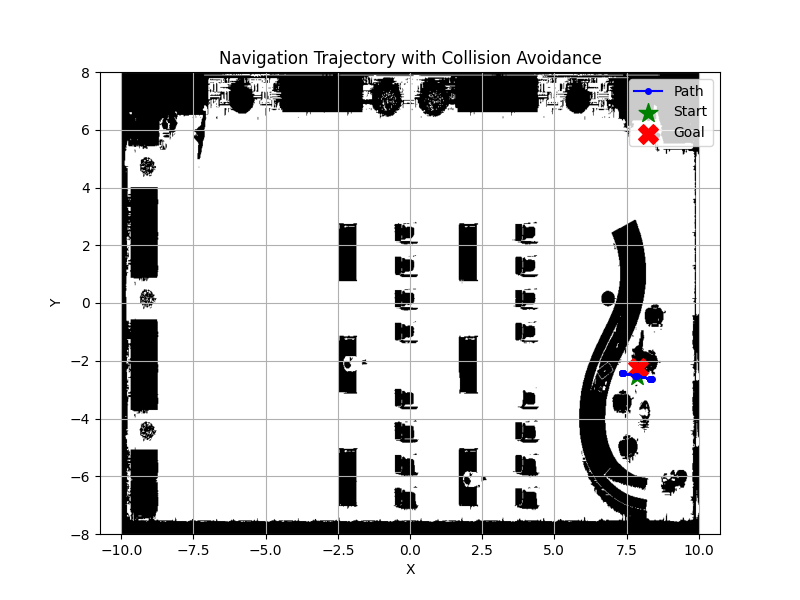 Navigation Trajectory with Collision Avoidance
Path
Start
Goal
8
6
4
2
0
−2
−4
−6
−8
Y
−10.0 −7.5 −5.0 −2.5 0.0 2.5 5.0 7.5 10.0
X